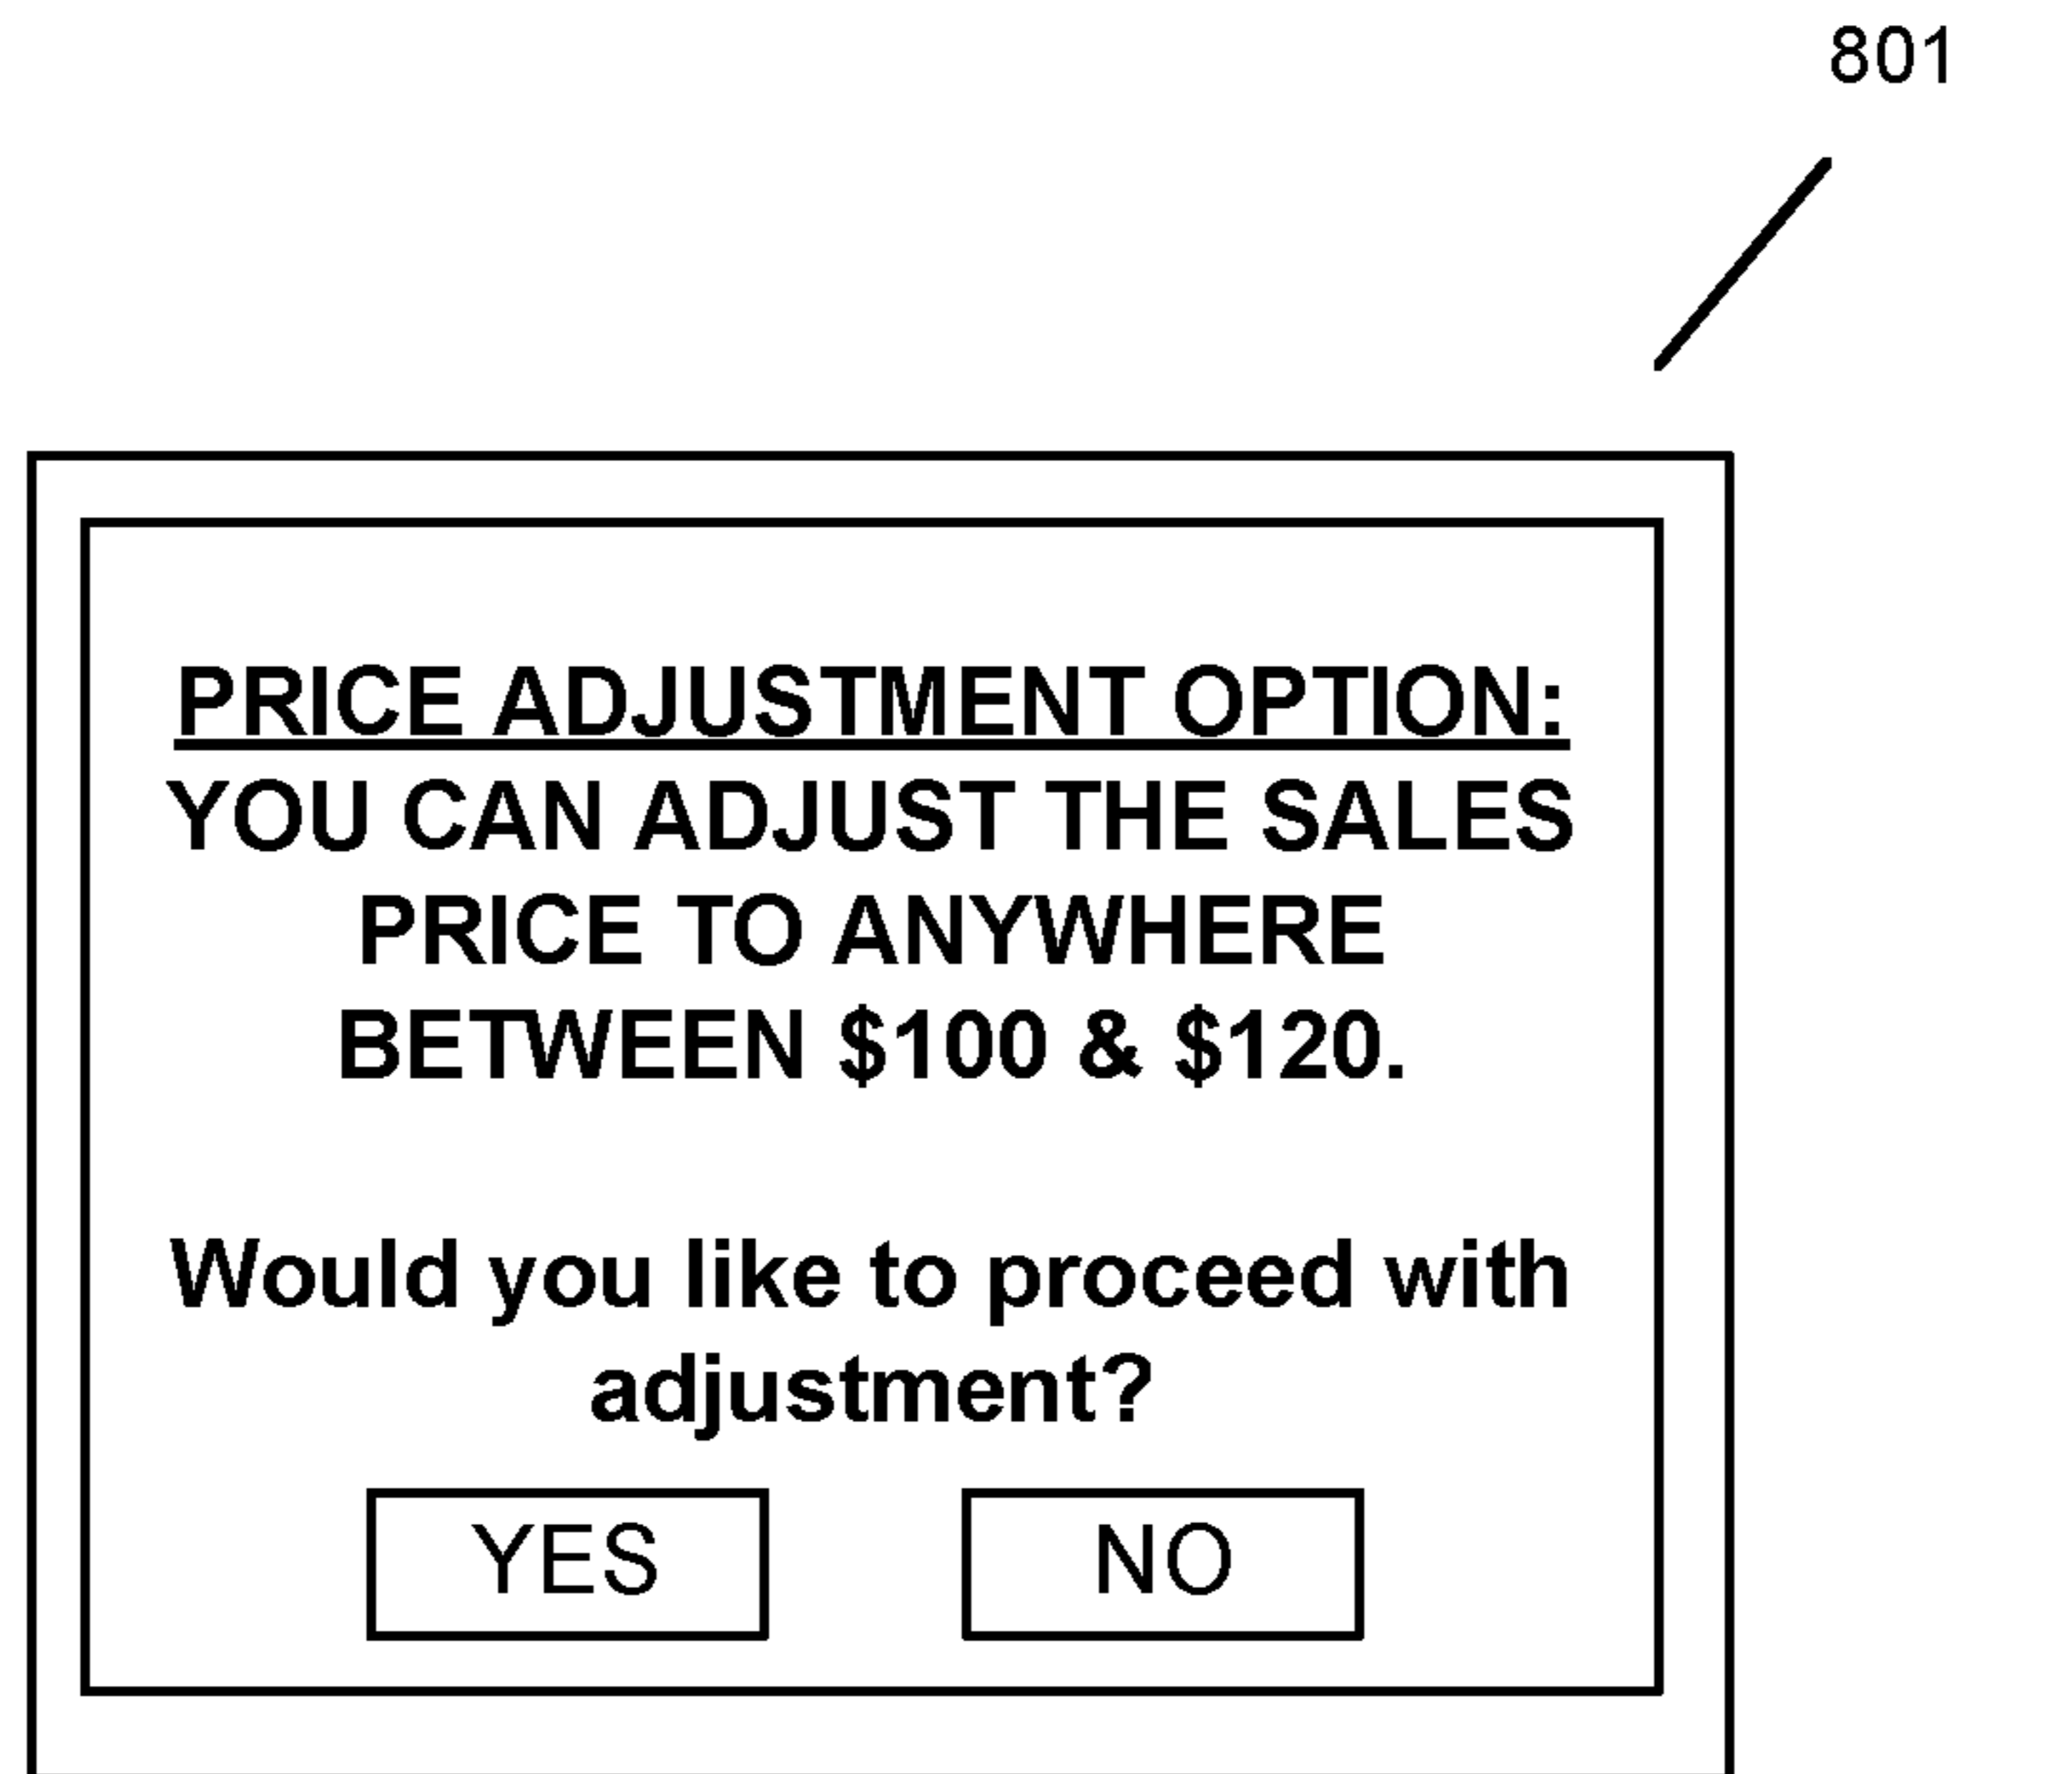 801
PRICE ADJUSTMENT OPTION:
YOU CAN ADJUST THE SALES
PRICE TO ANYWHERE
BETWEEN $100 & $120.
Would you like to proceed with
adjustment?
YES NO